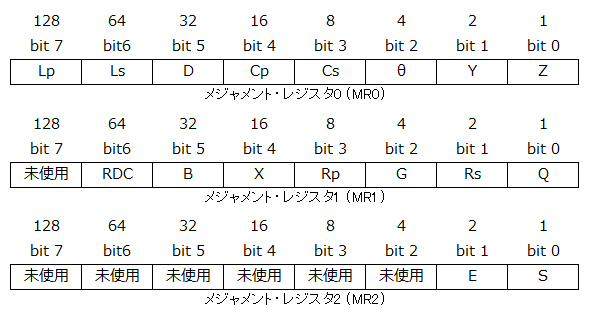 128 64 32 16 8 4 2 1
bit 7 bit6 bit 5 bit 4 bit 3 bit 2 bit 1 bit 0
Lp Ls D Cp Cs θ Y Z
メジャメント・レジスタ0 (MR0)
128 64 32 16 8 4 2 1
bit 7 bit6 bit 5 bit 4 bit 3 bit 2 bit 1 bit 0
未使用 RDC B X Rp G Rs Q
メジャメント・レジスタ1 (MR1)
128 64 32 16 8 4 2 1
bit 7 bit6 bit 5 bit 4 bit 3 bit 2 bit 1 bit 0
未使用 未使用 未使用 未使用 未使用 未使用 E S
メジャメント・レジスタ2 (MR2)